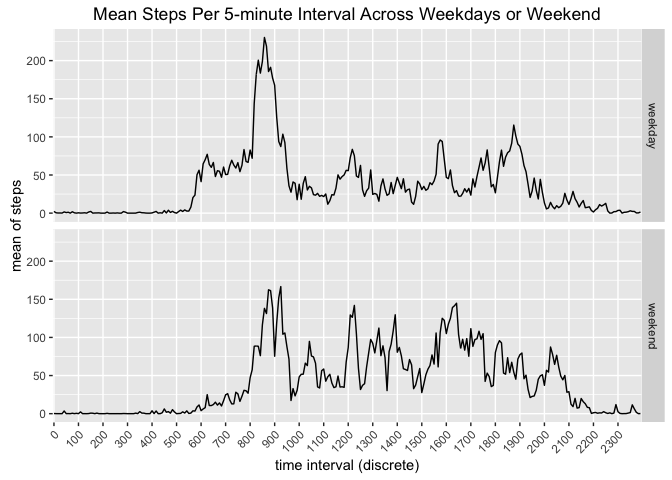 Mean Steps Per 5-minute Interval Across Weekdays or Weekend
200
150
100
50
0
weekday
200
150
100
50
0
weekend
mean of steps
0 100 200 300 400 500 600 700 800 900 1000 1100 1200 1300 1400 1500 1600 1700 1800 1900 2000 2100 2200 2300
time interval (discrete)